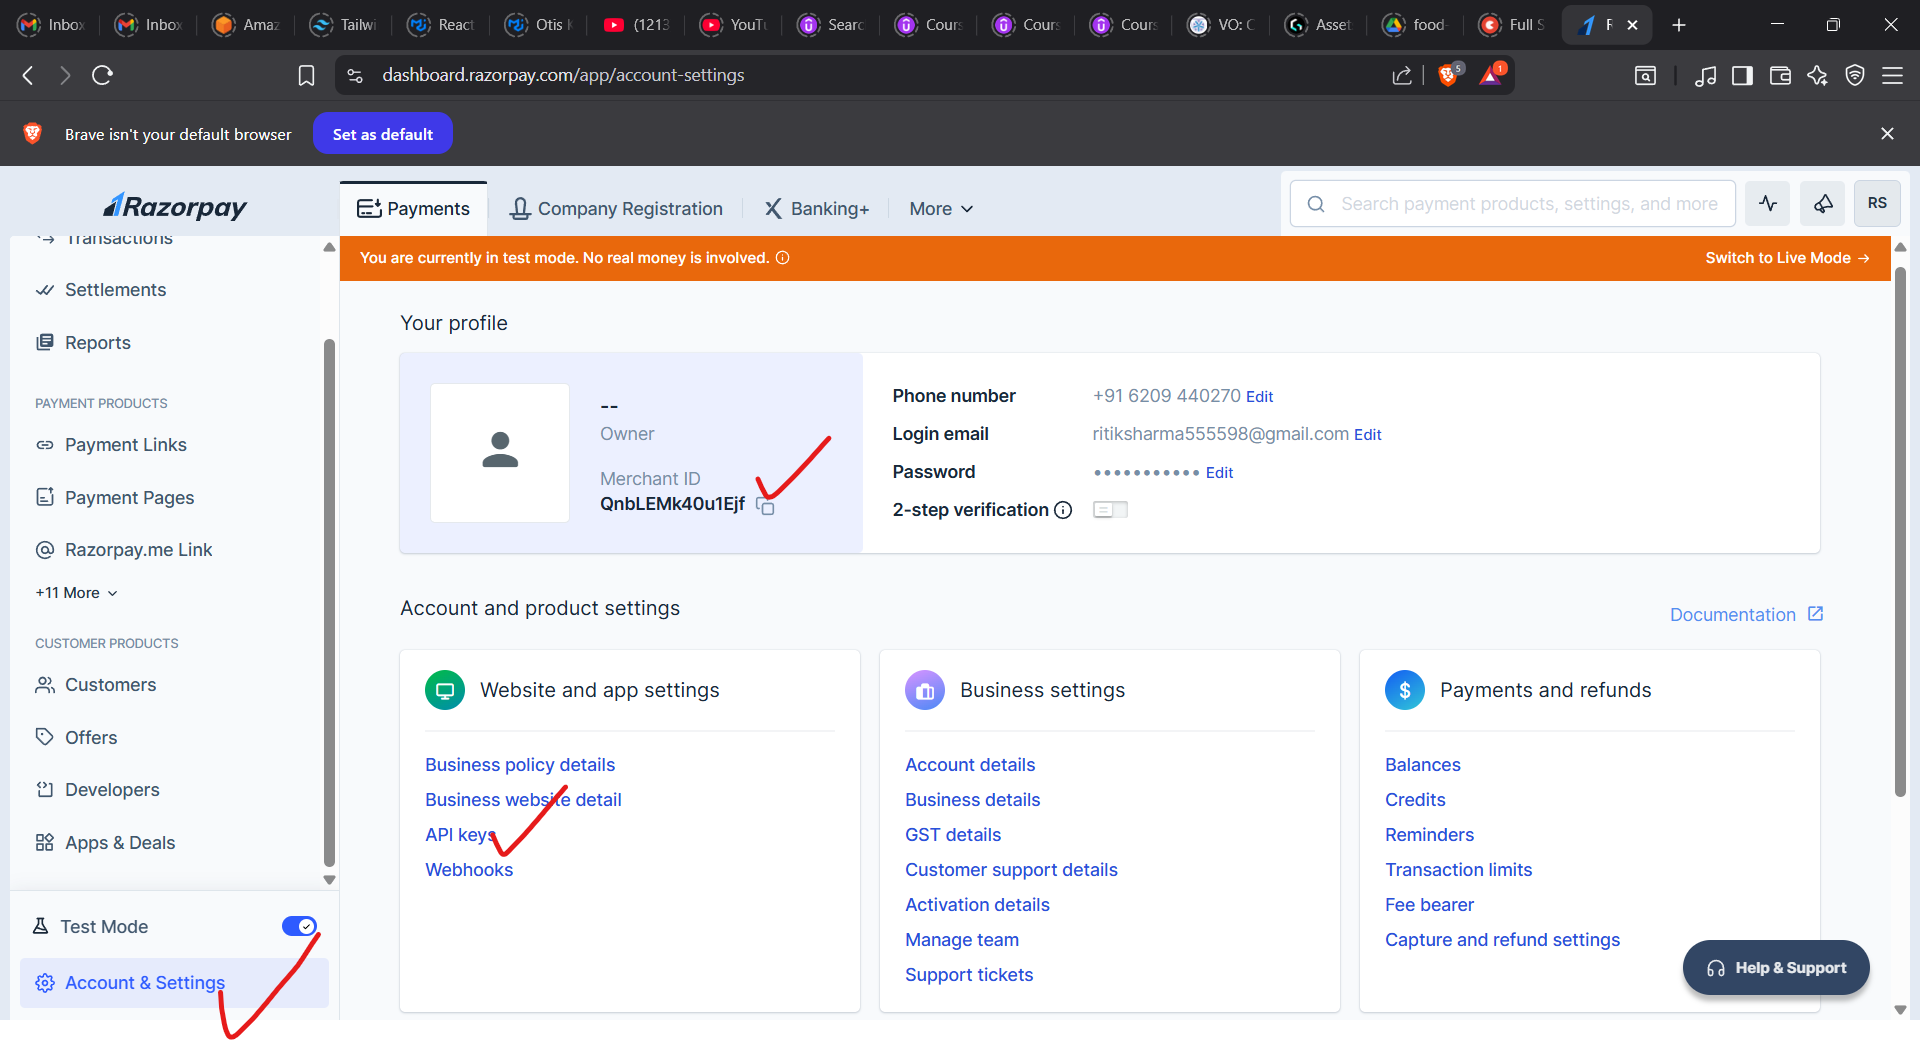 Inbox
Inbox
Amaz
Tailwi
React
Otis
(1213
YouTu
Searc
Cours
Cours
Cours
VO: C
Asset
food-
Full S
dashboard.razorpay.com/app/account-settings
5
1
Brave isn't your default browser
Set as default
Razorpay
Payments
Company Registration
Banking+
More
Search payment products, settings, and more
RS
Transactions
Settlements
Reports
PAYMENT PRODUCTS
Payment Links
Payment Pages
Razorpay.me Link
+11 More
CUSTOMER PRODUCTS
Customers
Offers
Developers
Apps & Deals
Test Mode
Account & Settings
You are currently in test mode. No real money is involved.
Switch to Live Mode →
Your profile
--
Owner
Merchant ID
QnbLEMk40u1Ejf
Phone number +91 6209 440270 Edit
Login email ritiksharma555598@gmail.com Edit
Password ••••••••••• Edit
2-step verification
Account and product settings
Documentation
Website and app settings
Business policy details
Business website detail
API keys
Webhooks
Business settings
Account details
Business details
GST details
Customer support details
Activation details
Manage team
Support tickets
Payments and refunds
Balances
Credits
Reminders
Transaction limits
Fee bearer
Capture and refund settings
Help & Support